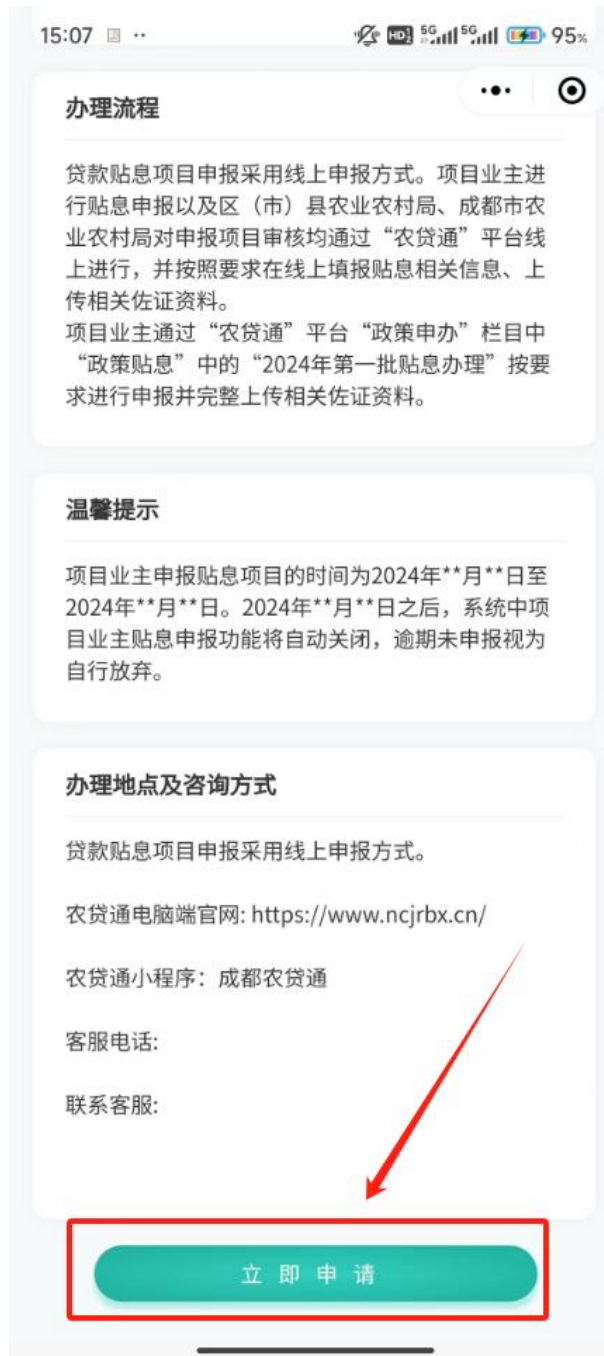 15:07
HD 5G 5G 95%
办理流程
贷款贴息项目申报采用线上申报方式。项目业主进
行贴息申报以及区（市）县农业农村局、成都市农
业农村局对申报项目审核均通过“农贷通”平台线
上进行，并按照要求在线上填报贴息相关信息、上
传相关佐证资料。
项目业主通过“农贷通”平台“政策申办”栏目中
“政策贴息”中的“2024年第一批贴息办理”按要
求进行申报并完整上传相关佐证资料。
温馨提示
项目业主申报贴息项目的时间为2024年**月**日至
2024年**月**日。2024年**月**日之后，系统中项
目业主贴息申报功能将自动关闭，逾期未申报视为
自行放弃。
办理地点及咨询方式
贷款贴息项目申报采用线上申报方式。
农贷通电脑端官网: https://www.ncjrbx.cn/
农贷通小程序：成都农贷通
客服电话:
联系客服:
立即申请